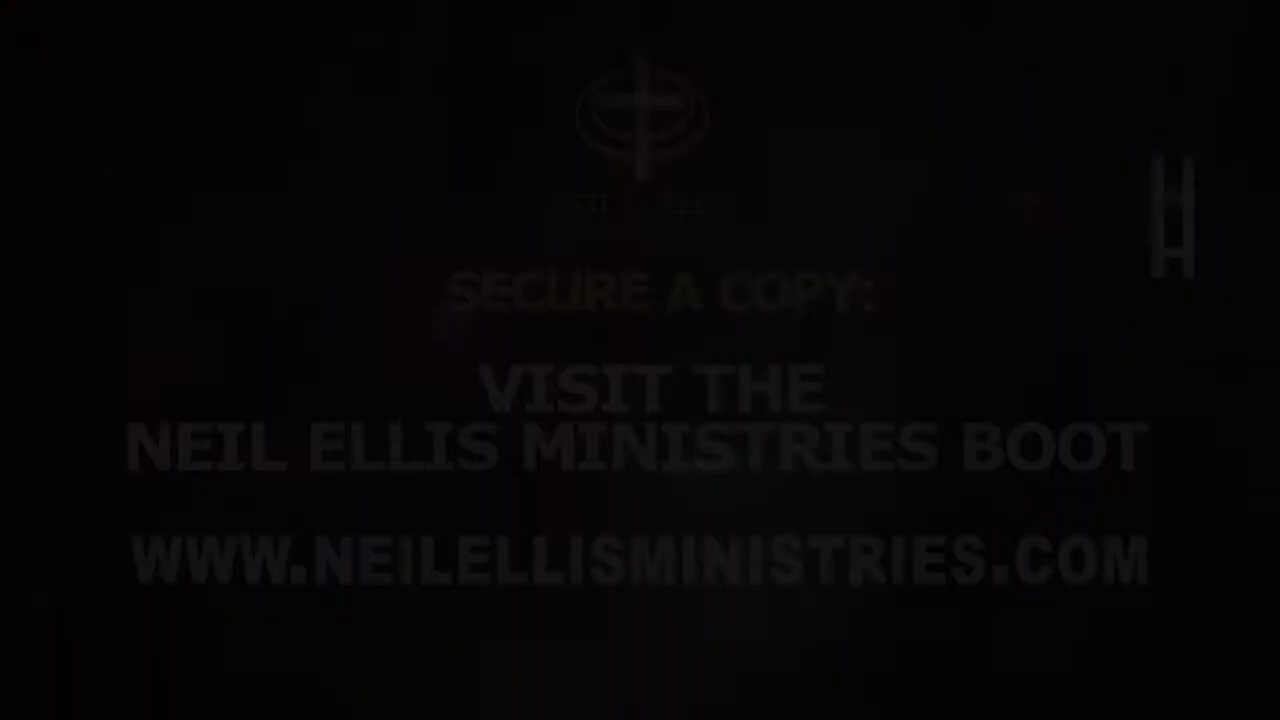 SECURE A COPY:
VISIT THE
NEIL ELLIS MINISTRIES BOOT
WWW.NEILELLISMINISTRIES.COM